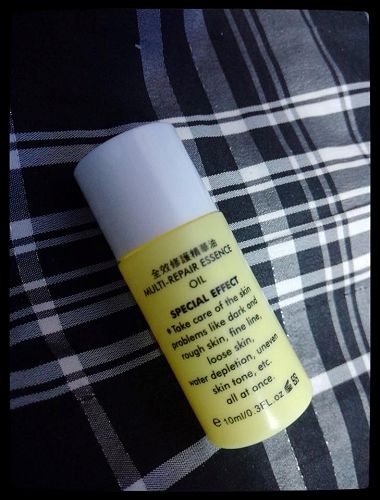 全效修護精華油
MULTI-REPAIR ESSENCE
OIL
SPECIAL EFFECT
*Take care of the skin
problems like dark and
rough skin, fine line,
loose skin,
water depletion, uneven
skin tone, etc.
all at ance.
℮10ml/0.3FL.oz